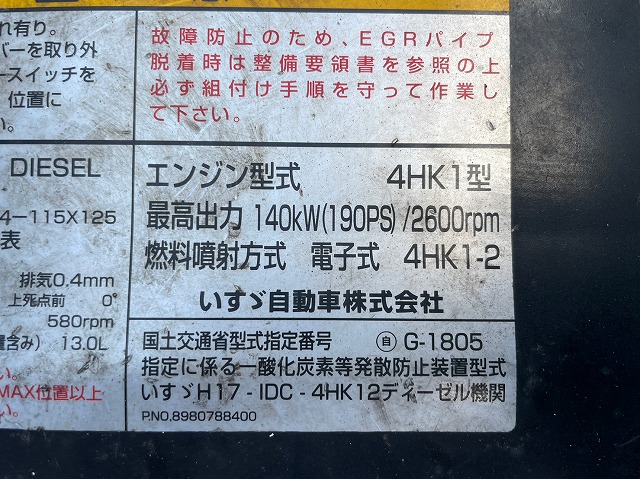 れ有り。
バーを取り外
ースイッチを
位置に
い。
故障防止のため、EGRパイプ
脱着時は整備要領書を参照の上
必ず組付け手順を守って作業し
て下さい。
DIESEL
4-115X125
表
排気0.4mm
上死点前 0°
580rpm
含み) 13.0L
い。
MAX位置以上
い。
エンジン型式 4HK1型
最高出力 140kW(190PS)/2600rpm
燃料噴射方式 電子式 4HK1-2
いすゞ自動車株式会社
国土交通省型式指定番号 自 G-1805
指定に係る一酸化炭素等発散防止装置型式
いすゞH17-IDC-4HK12ディーゼル機関
P.NO.8980788400